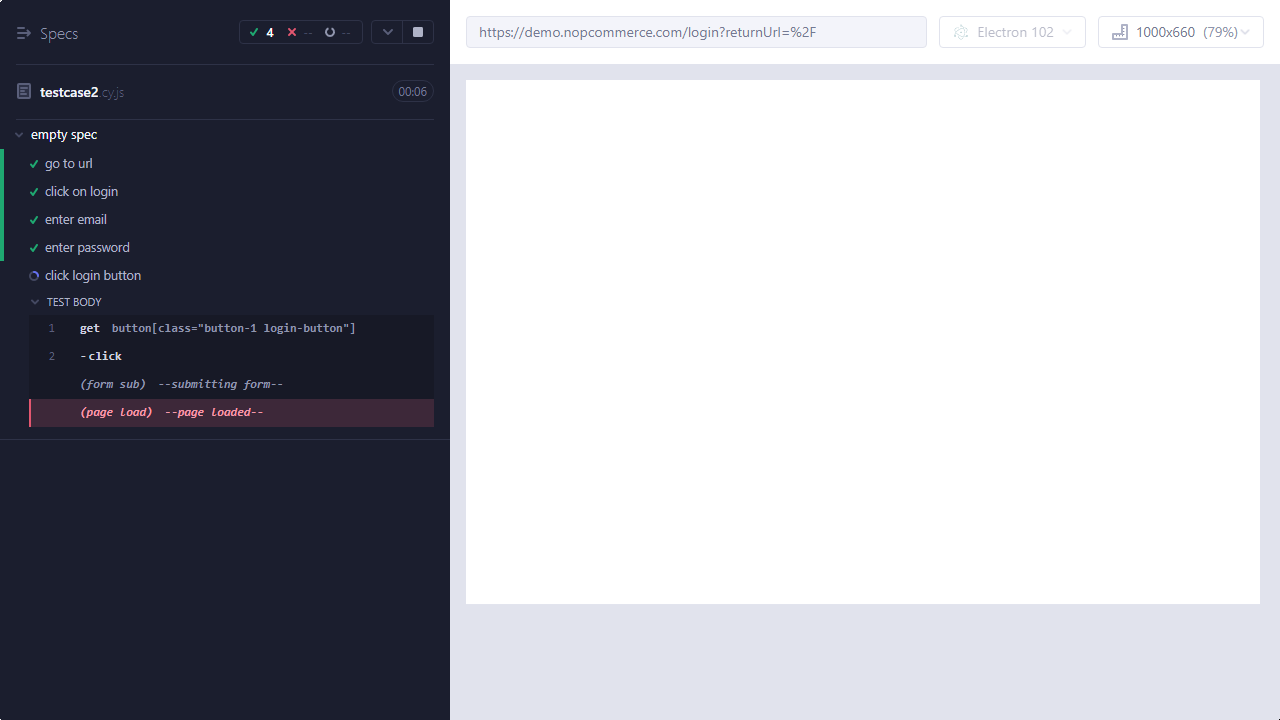 Specs
4 -- --
testcase2.cy.js 00:06
empty spec
go to url
click on login
enter email
enter password
click login button
TEST BODY
1 get button[class="button-1 login-button"]
2 -click
(form sub) --submitting form--
(page load) --page loaded--
https://demo.nopcommerce.com/login?returnUrl=%2F
Electron 102
1000x660 (79%)